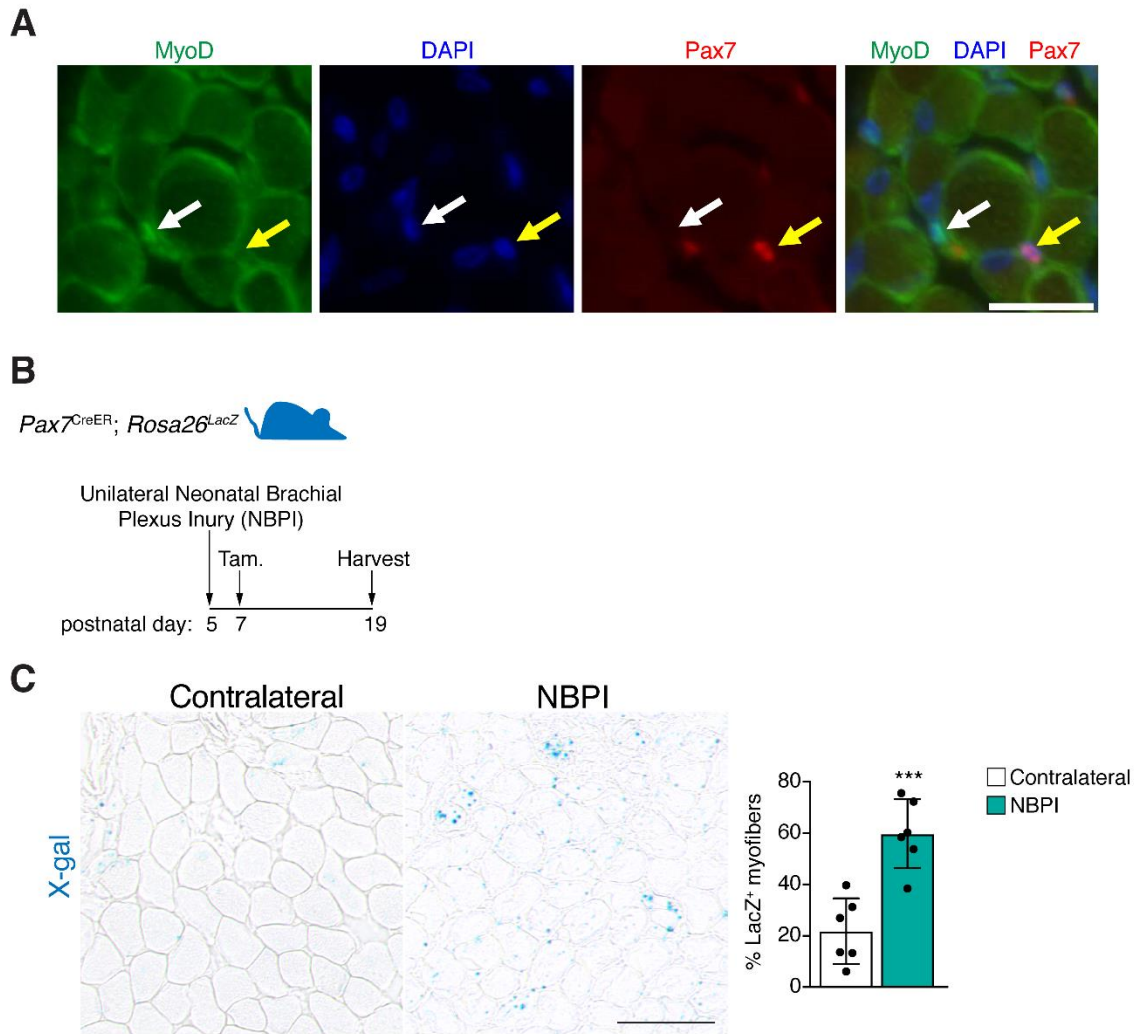 A
MyoD DAPI Pax7 MyoD DAPI Pax7
B
Pax7CreER; Rosa26LacZ
Unilateral Neonatal Brachial
Plexus Inury (NBPI)
Tam. Harvest
postnatal day: 5 7 19
C
Contralateral NBPI
X-gal
% LacZ+ myofibers
80
60
40
20
0
***
Contralateral
NBPI